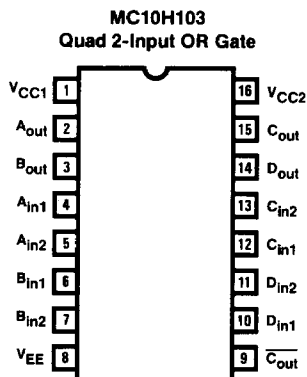 MC10H103
Quad 2-Input OR Gate
VCC1 1 16 VCC2
Aout 2 15 Cout
Bout 3 14 Dout
Ain1 4 13 Cin2
Ain2 5 12 Cin1
Bin1 6 11 Din2
Bin2 7 10 Din1
VEE 8 9 C̅o̅u̅t̅